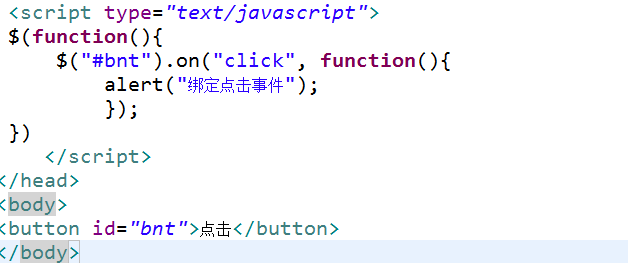 <script type="text/javascript">
$(function(){
$("#bnt").on("click", function(){
alert("绑定点击事件");
});
})
</script>
</head>
<body>
<button id="bnt">点击</button>
</body>